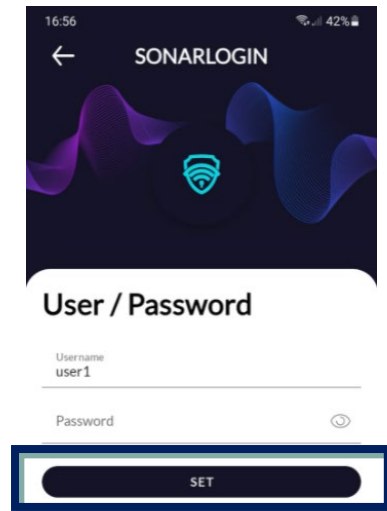 16:56 42%
SONARLOGIN
User / Password
Username
user1
Password
SET